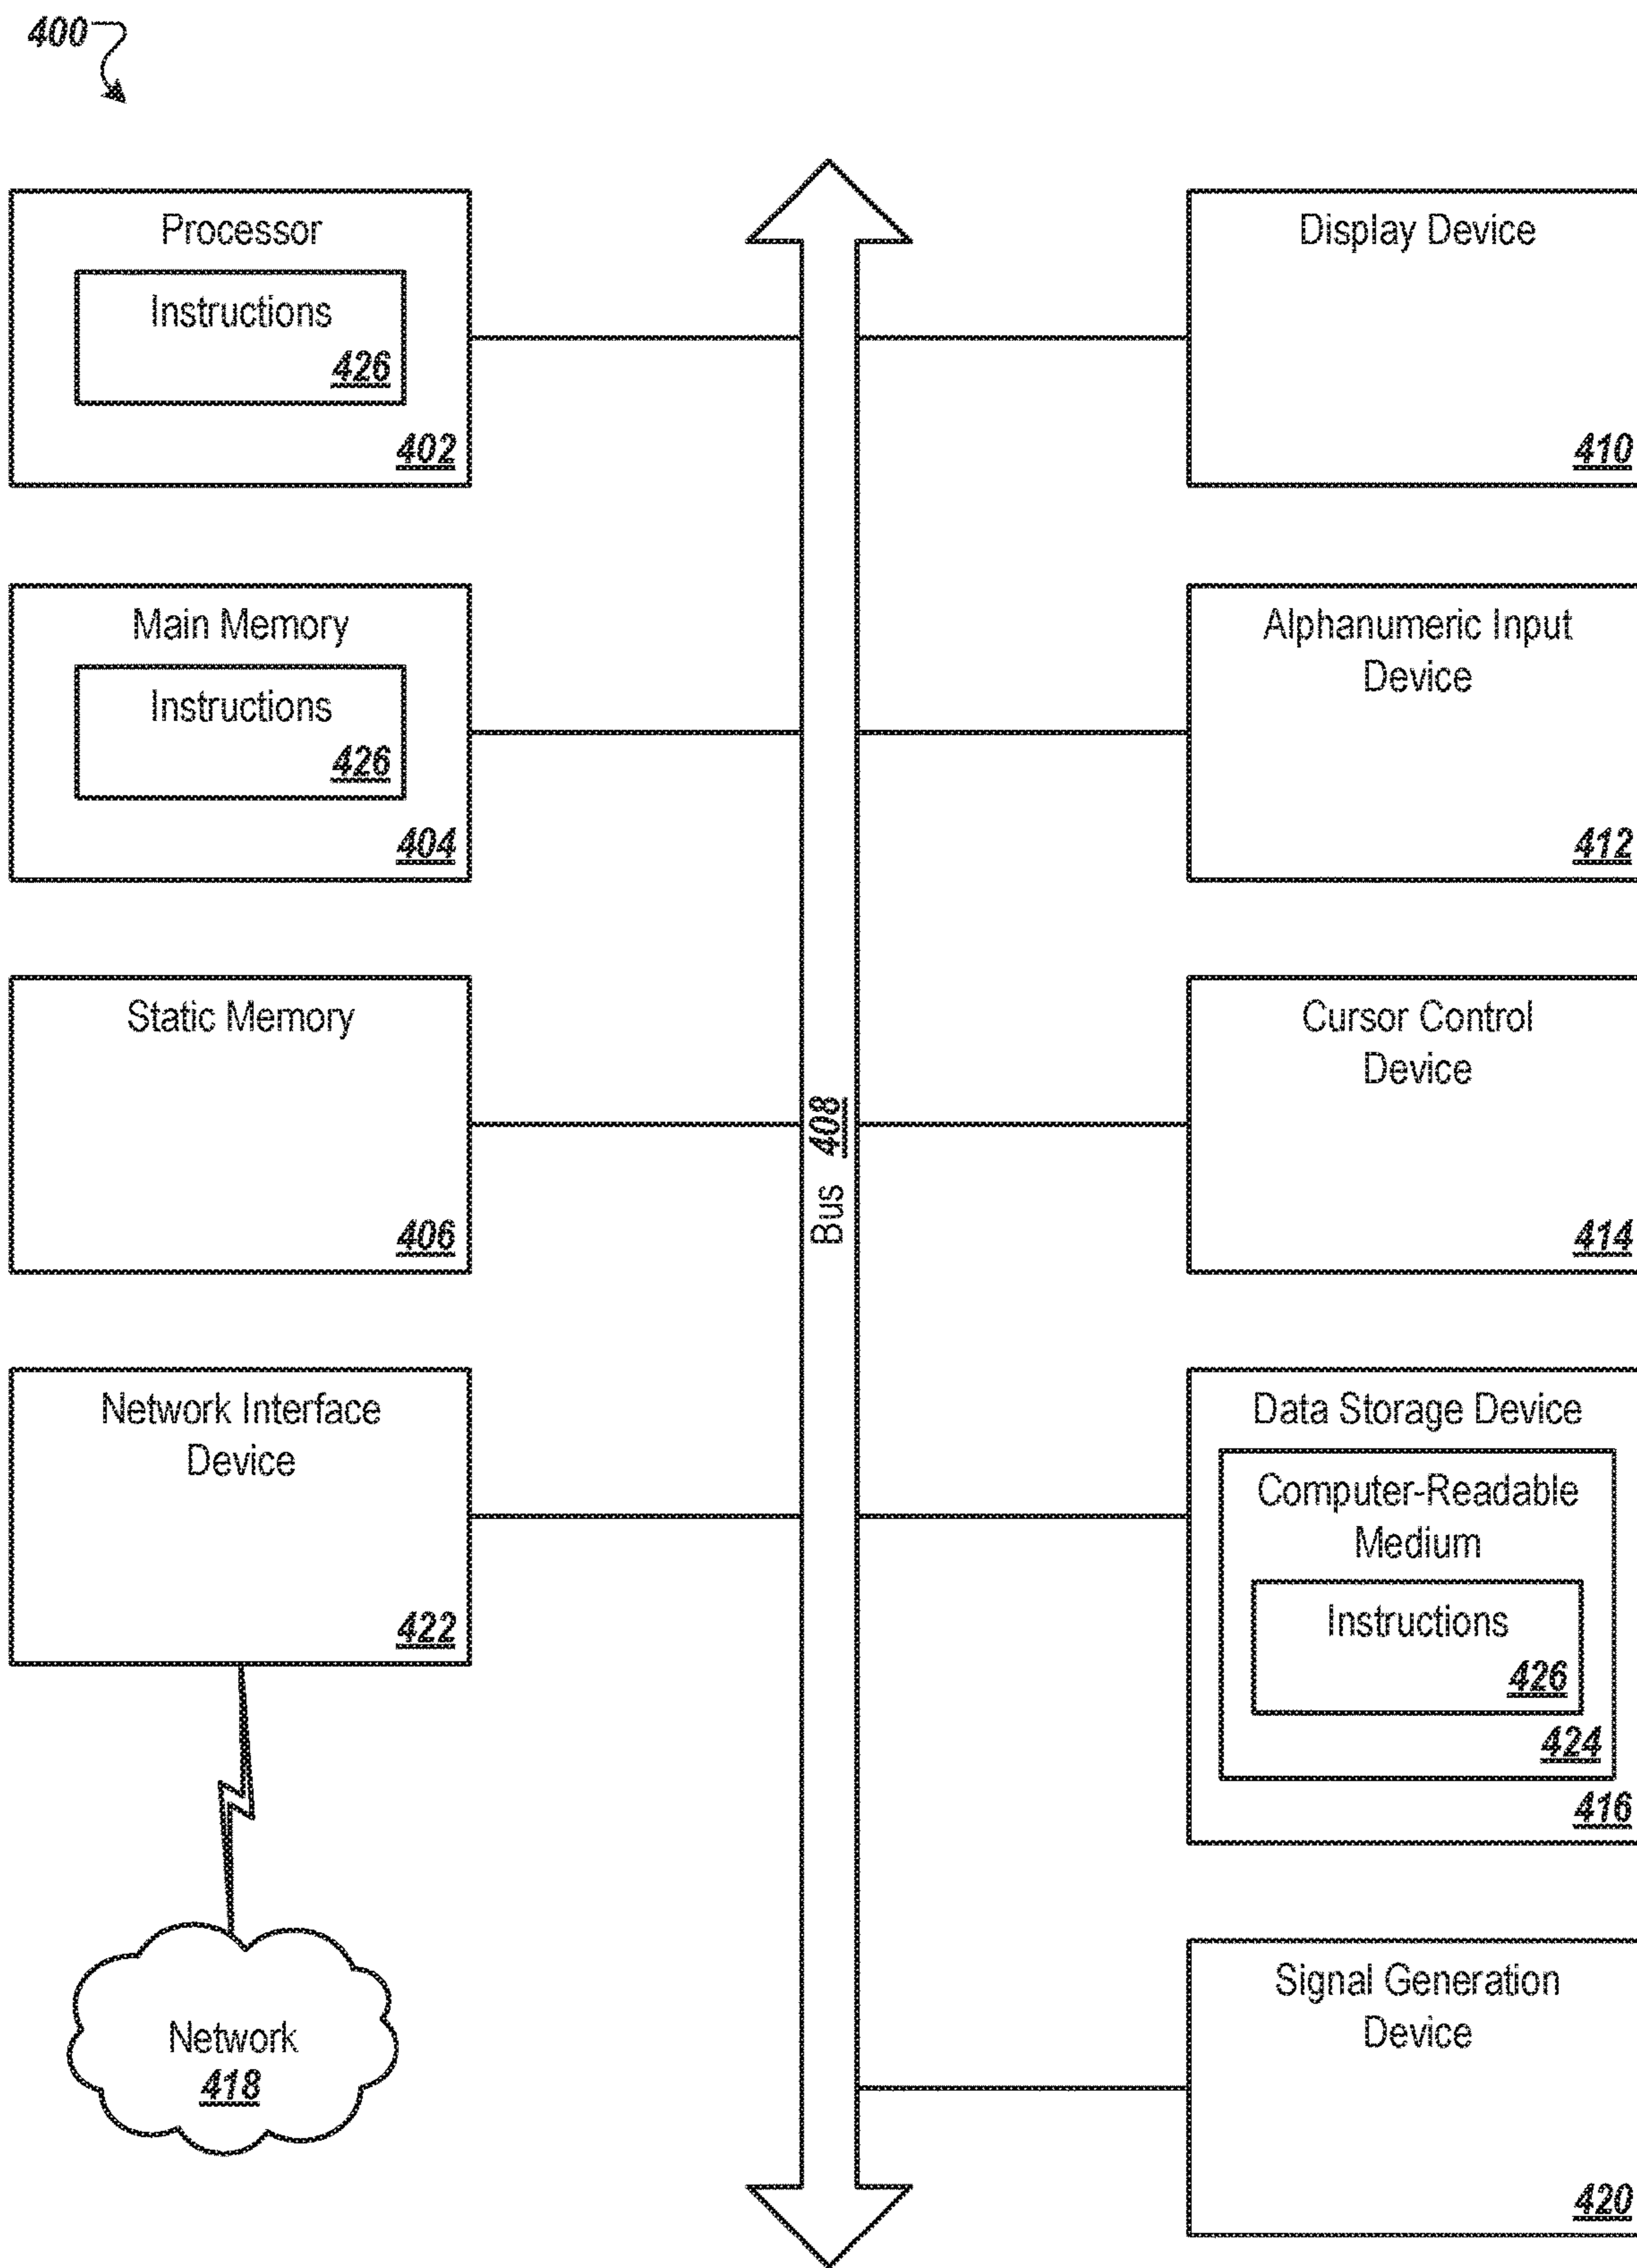 400
Processor
Instructions
426
402
Main Memory
Instructions
426
404
Static Memory
406
Network Interface
Device
422
Network
418
Bus 408
Display Device
410
Alphanumeric Input
Device
412
Cursor Control
Device
414
Data Storage Device
Computer-Readable
Medium
Instructions
426
424
416
Signal Generation
Device
420